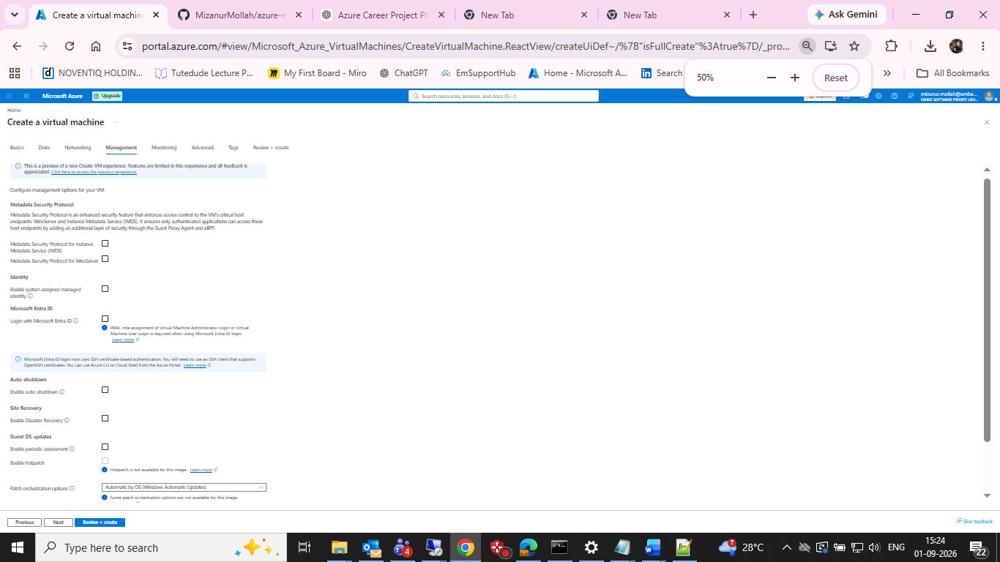 Create a virtual machine
MizanurMollah/azure-e
Azure Career Project Pl
New Tab
New Tab
Ask Gemini
portal.azure.com/#view/Microsoft_Azure_VirtualMachines/CreateVirtualMachine.ReactView/createUiDef~/%7B"isFullCreate"%3Atrue%7D/_pro...
NOVENTIQ HOLDIN...
Tutedude Lecture P...
My First Board - Miro
ChatGPT
EmSupportHub
Home - Microsoft A...
Search
All Bookmarks
50%
Reset
Microsoft Azure
Upgrade
Search resources, services, and docs (G+/)
mizanur.mollah@embe...
EMBEE SOFTWARE PRIVATE LIMI...
Home
Create a virtual machine ...
Basics Disks Networking Management Monitoring Advanced Tags Review + create
This is a preview of a new Create VM experience. Features are limited in this experience and all feedback is
appreciated. Click here to access the previous experience.
Configure management options for your VM.
Metadata Security Protocol
Metadata Security Protocol is an enhanced security feature that enforces access control to the VM's critical host
endpoints: WireServer and Instance Metadata Service (IMDS). It ensures only authenticated applications can access these
host endpoints by adding an additional layer of security through the Guest Proxy Agent and eBPF.
Metadata Security Protocol for Instance
Metadata Service (IMDS)
Metadata Security Protocol for WireServer
Identity
Enable system assigned managed
identity
Microsoft Entra ID
Login with Microsoft Entra ID
RBAC role assignment of Virtual Machine Administrator Login or Virtual
Machine User Login is required when using Microsoft Entra ID login.
Learn more
Microsoft Entra ID login now uses SSH certificate-based authentication. You will need to use an SSH client that supports
OpenSSH certificates. You can use Azure CLI or Cloud Shell from the Azure Portal. Learn more
Auto-shutdown
Enable auto-shutdown
Site Recovery
Enable Disaster Recovery
Guest OS updates
Enable periodic assessment
Enable hotpatch
Hotpatch is not available for this image. Learn more
Patch orchestration options
Automatic by OS (Windows Automatic Updates)
Some patch orchestration options are not available for this image.
Previous
Next
Review + create
Give feedback
Type here to search
4
7
28°C
ENG
15:24
01-09-2026
22